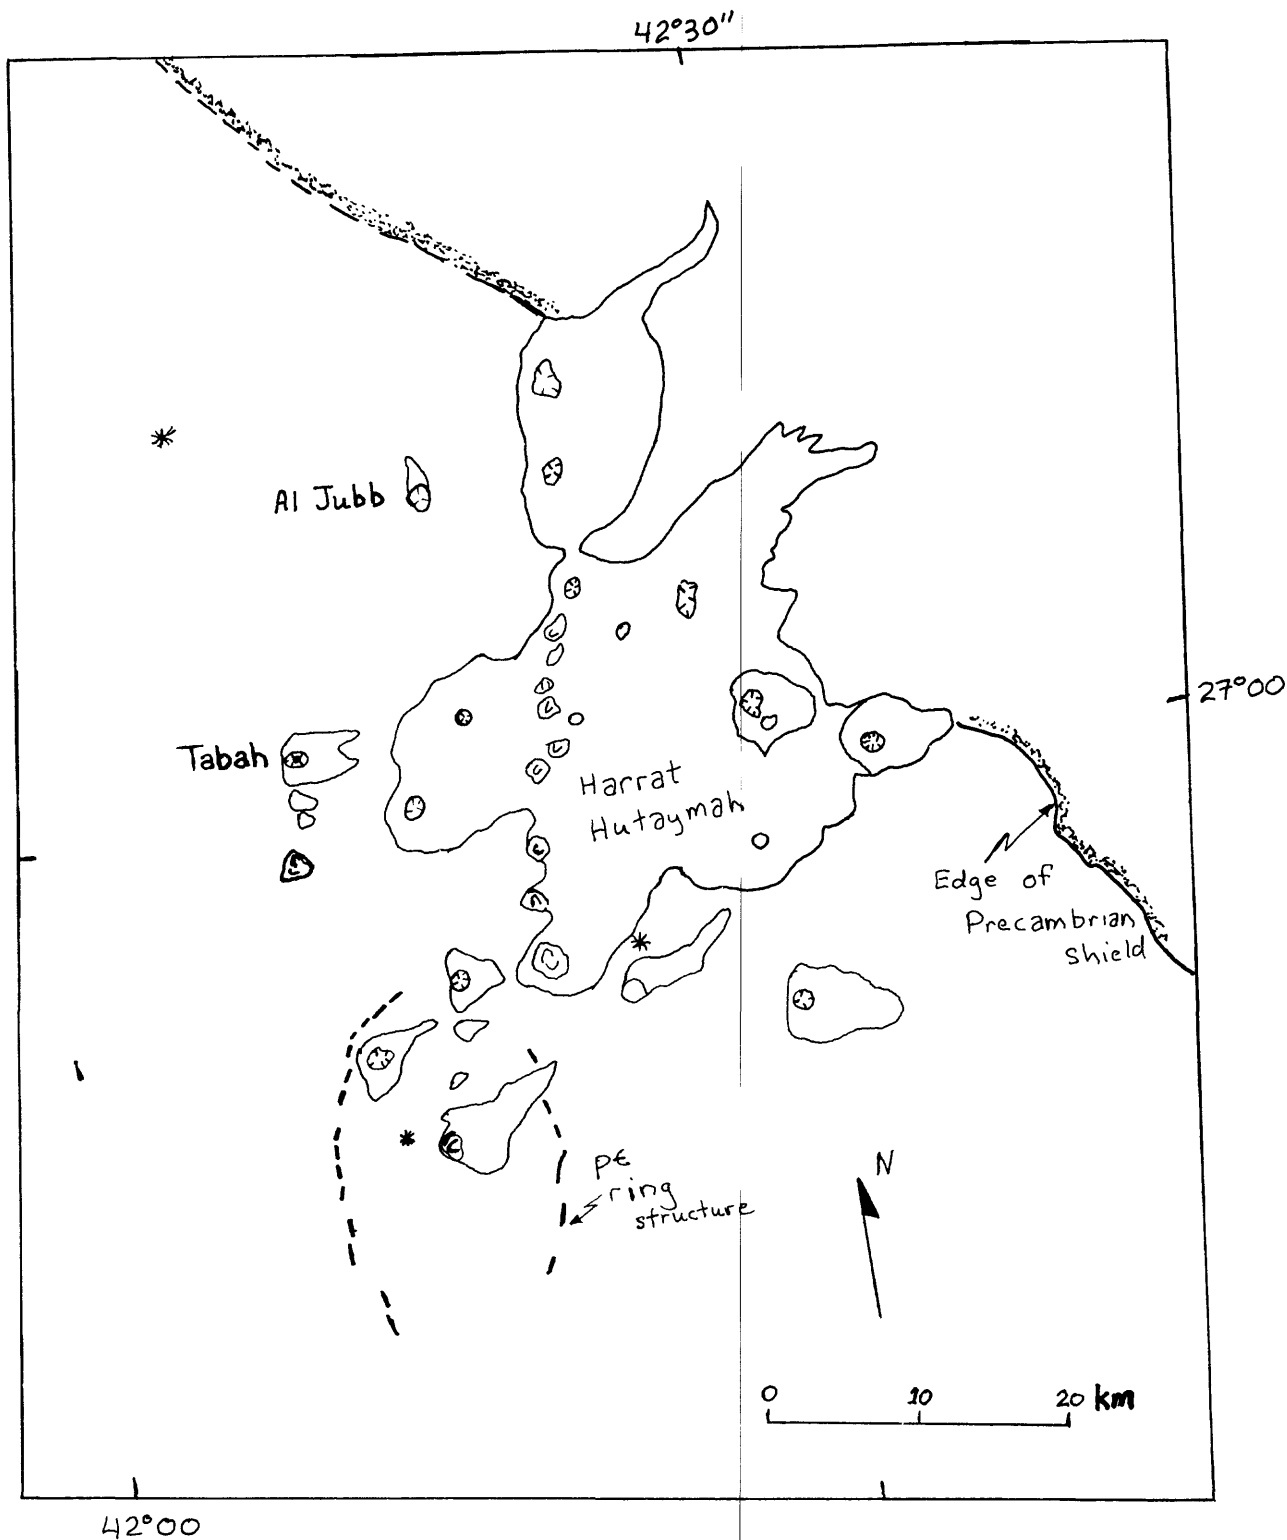 42°30"
Al Jubb
27°00
Tabah
Harrat
Hutaymah
Edge of
Precambrian
Shield
N
p€
ring
structure
0 10 20 km
42°00